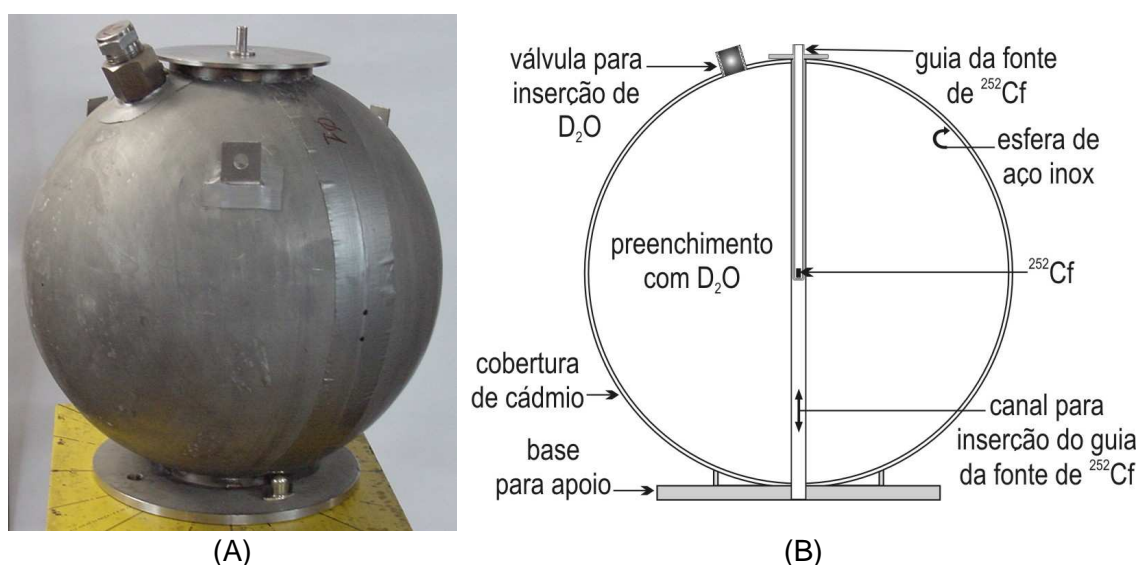 válvula para
inserção de
D₂O
guia da fonte
de ²⁵²Cf
esfera de
aço inox
preenchimento
com D₂O
²⁵²Cf
cobertura
de cádmio
canal para
inserção do guia
da fonte de ²⁵²Cf
base
para apoio
(A)
(B)